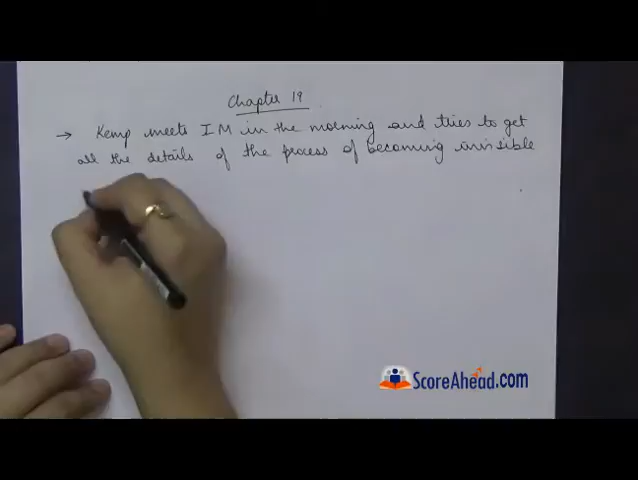 Chapter 19
→ Kemp meets IM in the morning and tries to get
all the details of the process of becoming invisible
ScoreAhead.com